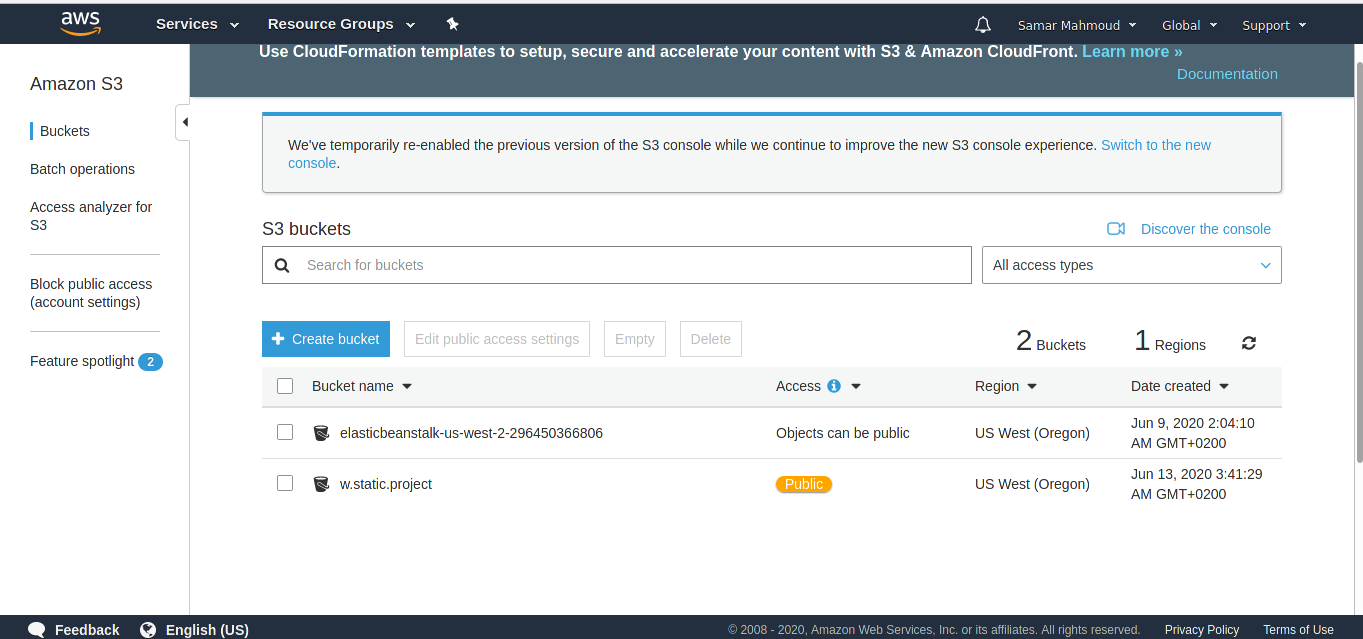 aws
Services
Resource Groups
Samar Mahmoud
Global
Support
Use CloudFormation templates to setup, secure and accelerate your content with S3 & Amazon CloudFront. Learn more »
Documentation
Amazon S3
Buckets
Batch operations
Access analyzer for
S3
Block public access
(account settings)
Feature spotlight 2
We've temporarily re-enabled the previous version of the S3 console while we continue to improve the new S3 console experience. Switch to the new
console.
S3 buckets
Discover the console
Search for buckets
All access types
Create bucket
Edit public access settings
Empty
Delete
2 Buckets
1 Regions
Bucket name
Access
Region
Date created
elasticbeanstalk-us-west-2-296450366806
Objects can be public
US West (Oregon)
Jun 9, 2020 2:04:10
AM GMT+0200
w.static.project
Public
US West (Oregon)
Jun 13, 2020 3:41:29
AM GMT+0200
Feedback
English (US)
© 2008 - 2020, Amazon Web Services, Inc. or its affiliates. All rights reserved.
Privacy Policy
Terms of Use